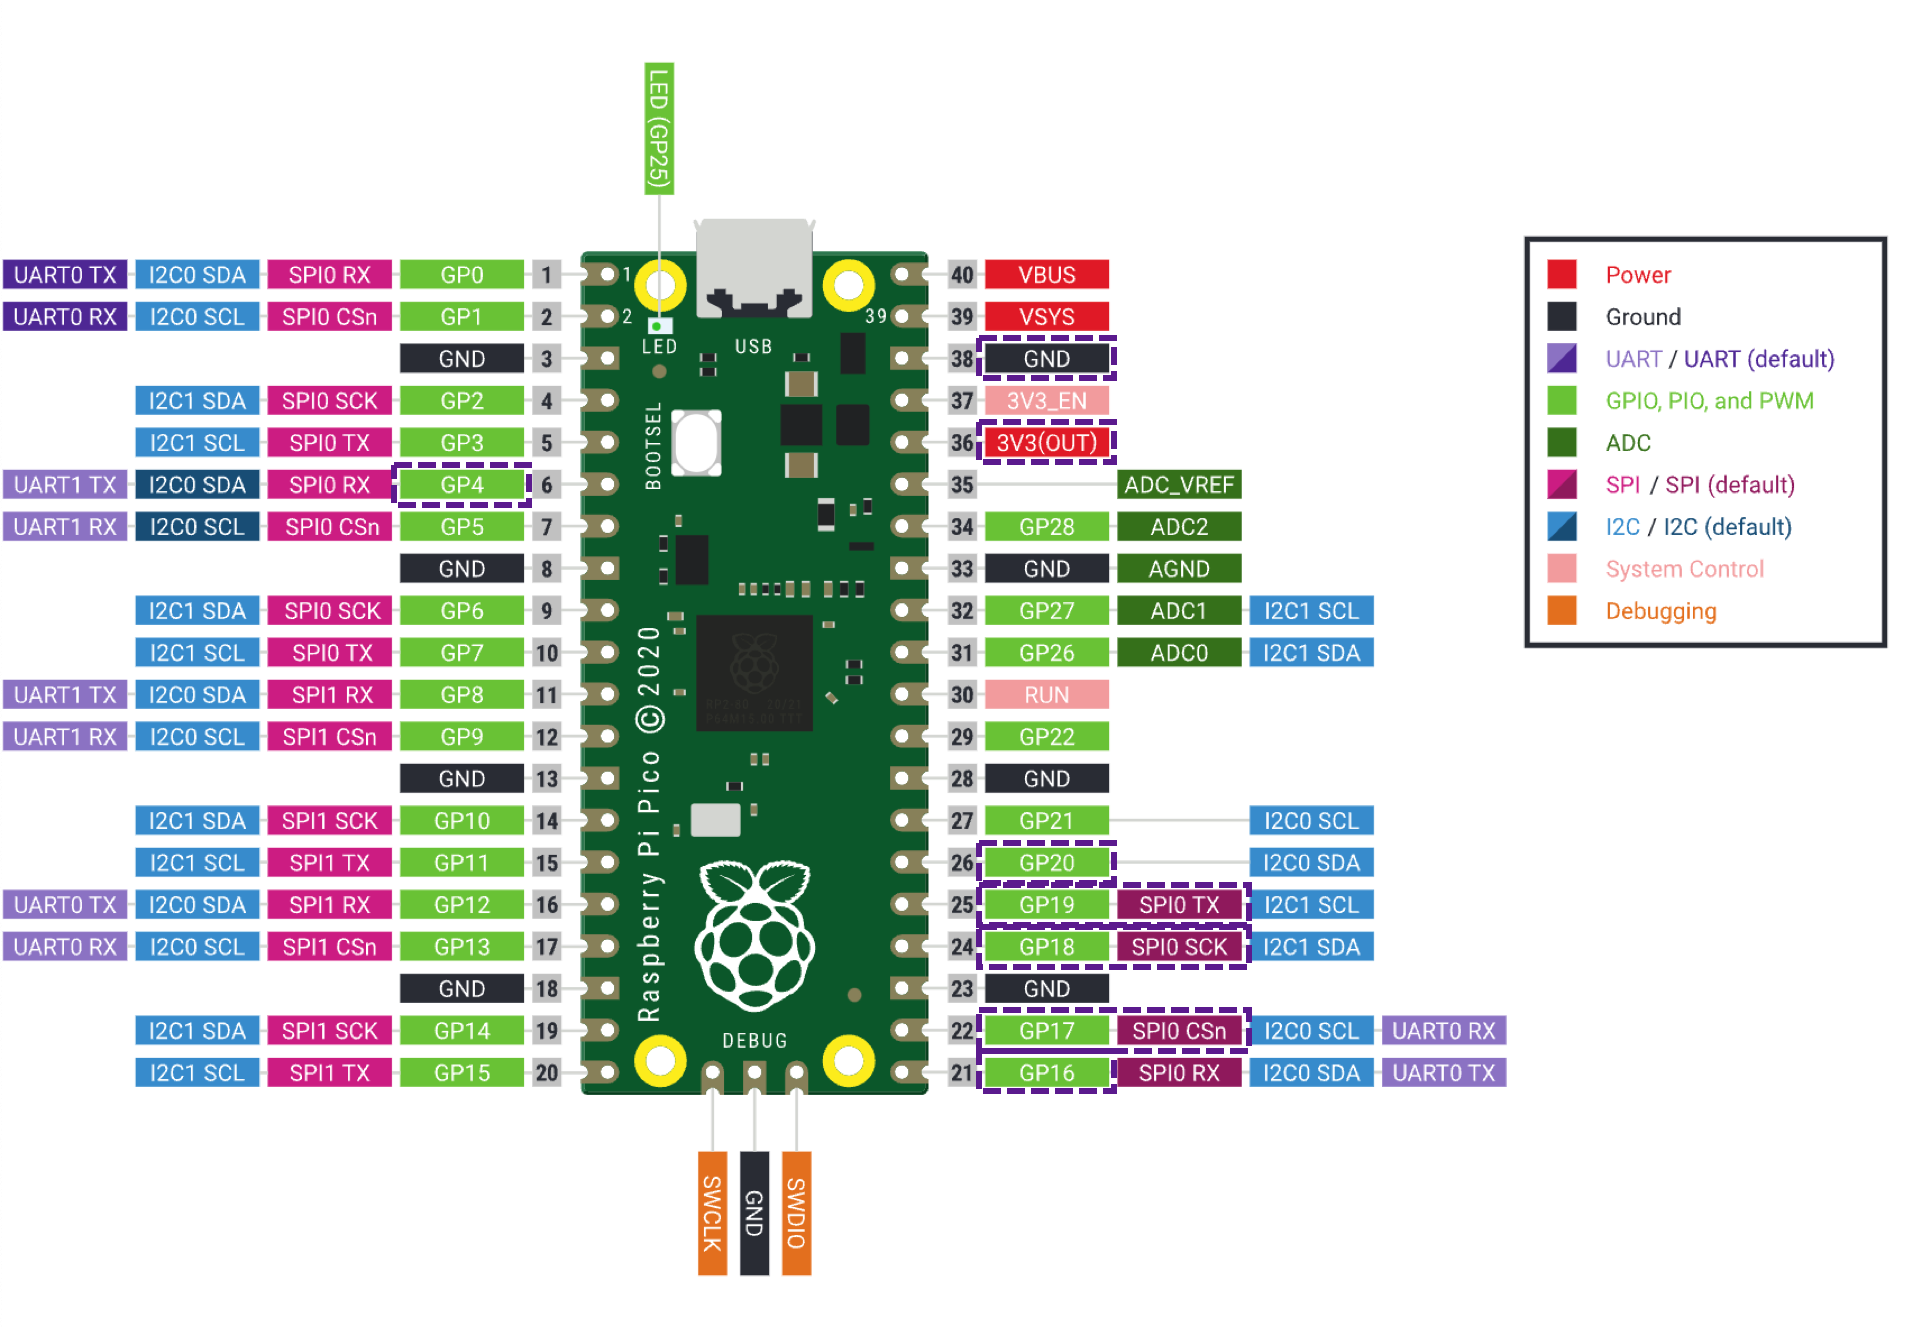 LED (GP25)
UART0 TX I2C0 SDA SPI0 RX GP0 1 1 40 VBUS
UART0 RX I2C0 SCL SPI0 CSn GP1 2 2 39 39 VSYS
LED USB
GND 3 38 GND
I2C1 SDA SPI0 SCK GP2 4 37 3V3_EN
I2C1 SCL SPI0 TX GP3 5 36 3V3(OUT)
BOOTSEL
UART1 TX I2C0 SDA SPI0 RX GP4 6 35 ADC_VREF
UART1 RX I2C0 SCL SPI0 CSn GP5 7 34 GP28 ADC2
GND 8 33 GND AGND
I2C1 SDA SPI0 SCK GP6 9 32 GP27 ADC1 I2C1 SCL
I2C1 SCL SPI0 TX GP7 10 31 GP26 ADC0 I2C1 SDA
UART1 TX I2C0 SDA SPI1 RX GP8 11 30 RUN
UART1 RX I2C0 SCL SPI1 CSn GP9 12 29 GP22
GND 13 28 GND
I2C1 SDA SPI1 SCK GP10 14 27 GP21 I2C0 SCL
I2C1 SCL SPI1 TX GP11 15 26 GP20 I2C0 SDA
UART0 TX I2C0 SDA SPI1 RX GP12 16 25 GP19 SPI0 TX I2C1 SCL
UART0 RX I2C0 SCL SPI1 CSn GP13 17 24 GP18 SPI0 SCK I2C1 SDA
GND 18 23 GND
I2C1 SDA SPI1 SCK GP14 19 22 GP17 SPI0 CSn I2C0 SCL UART0 RX
I2C1 SCL SPI1 TX GP15 20 21 GP16 SPI0 RX I2C0 SDA UART0 TX
Raspberry Pi Pico ©2020
DEBUG
SWCLK
GND
SWDIO
Power
Ground
UART / UART (default)
GPIO, PIO, and PWM
ADC
SPI / SPI (default)
I2C / I2C (default)
System Control
Debugging